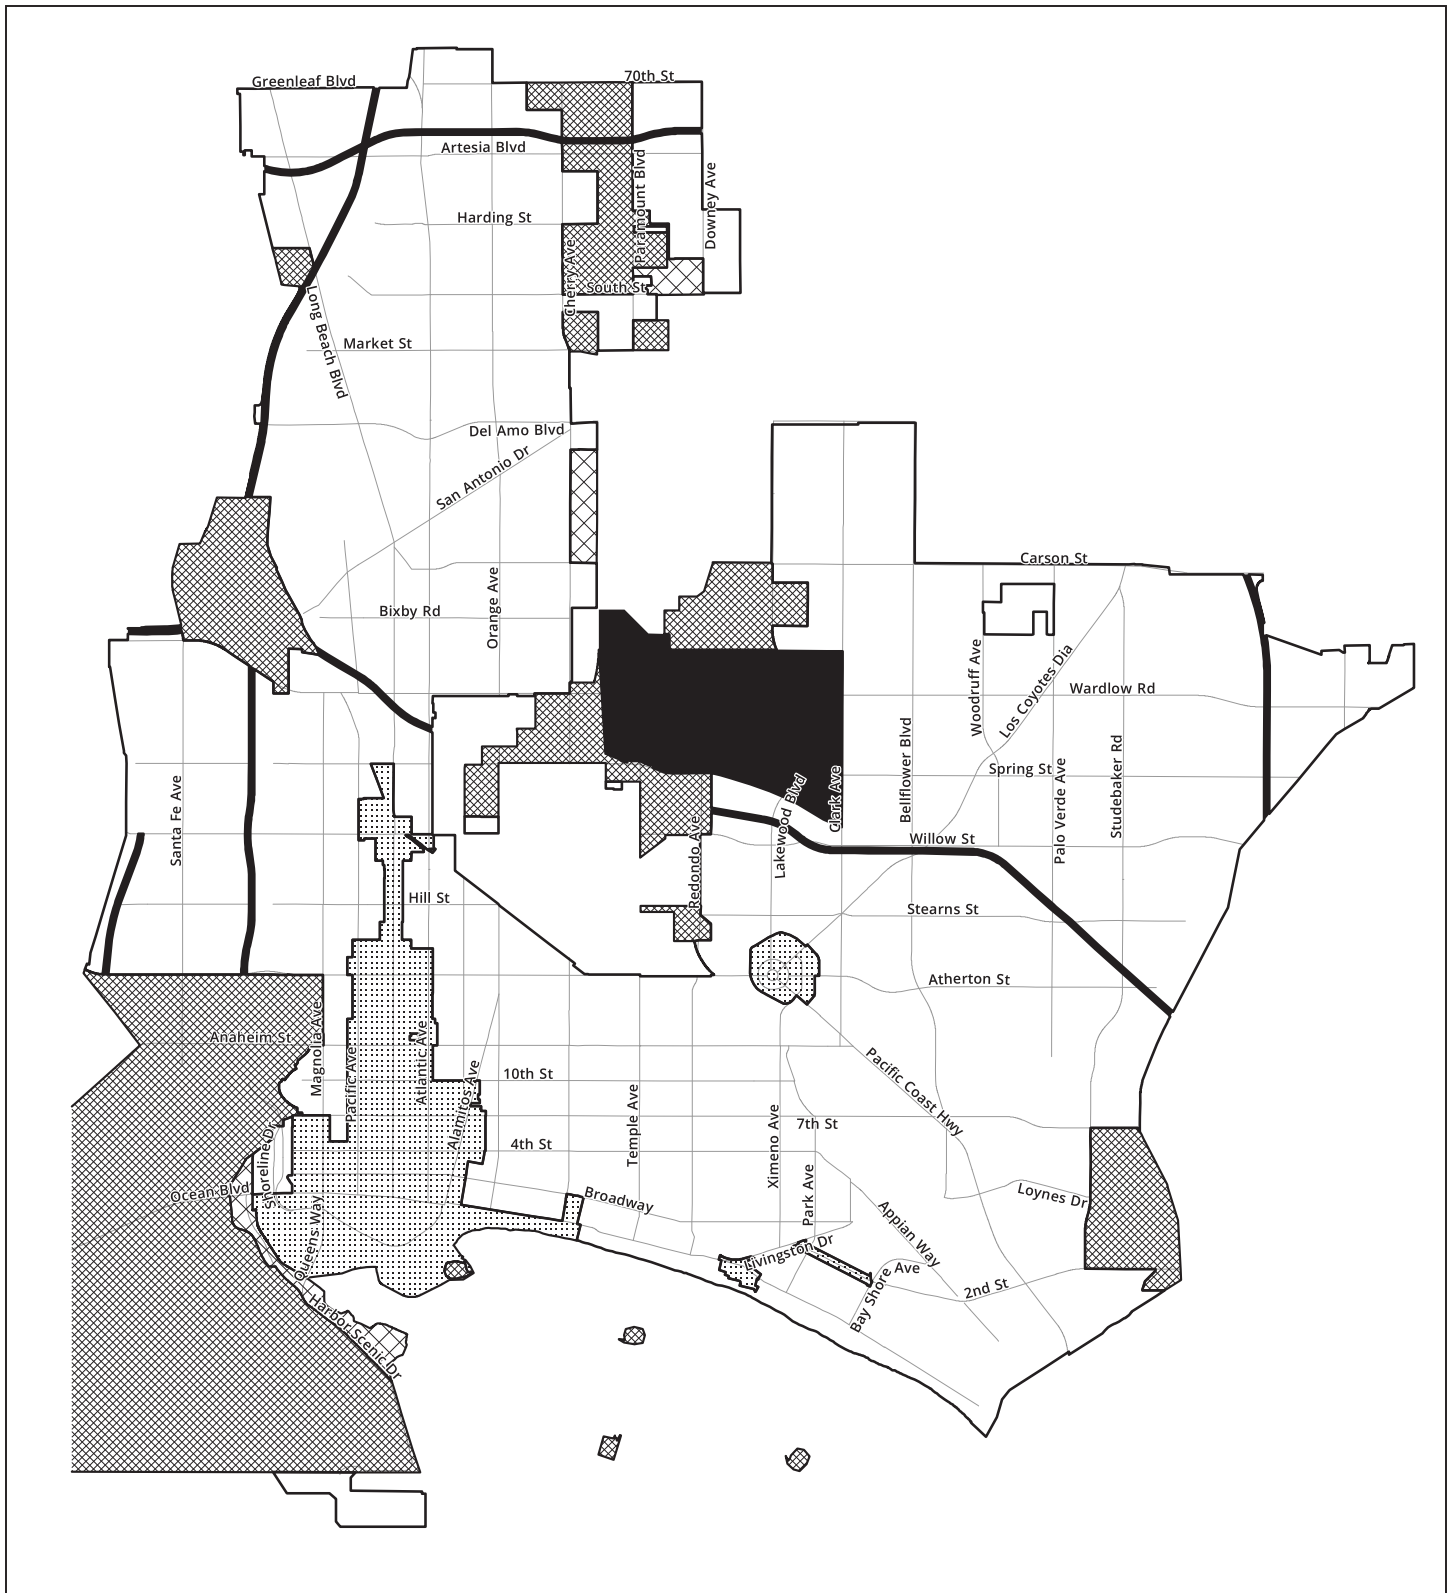 70th St
Greenleaf Blvd
Artesia Blvd
Paramount Blvd
Downey Ave
Harding St
Cherry Ave
South St
Long Beach Blvd
Market St
Del Amo Blvd
San Antonio Dr
Carson St
Orange Ave
Bixby Rd
Woodruff Ave
Los Coyotes Dia
Wardlow Rd
Bellflower Blvd
Studebaker Rd
Spring St
Palo Verde Ave
Santa Fe Ave
Lakewood Blvd
Clark Ave
Willow St
Redondo Ave
Hill St
Stearns St
Atherton St
Anaheim St
Magnolia Ave
Pacific Ave
Atlantic Ave
Alamitos Ave
10th St
Pacific Coast Hwy
Temple Ave
Ximeno Ave
7th St
4th St
Shoreline Dr
Ocean Blvd
Broadway
Park Ave
Loynes Dr
Queens Way
Appian Way
Livingston Dr
Bay Shore Ave
2nd St
Harbor Scenic Dr